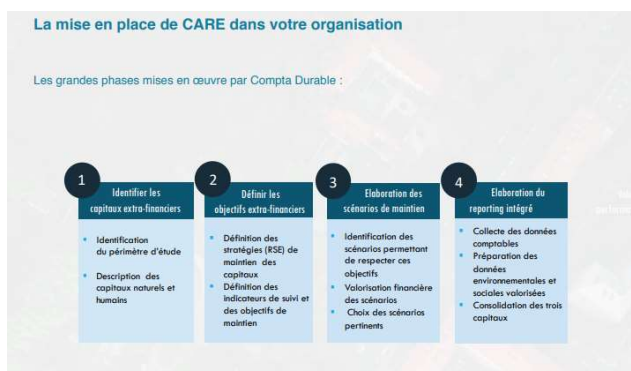 La mise en place de CARE dans votre organisation
Les grandes phases mises en œuvre par Compta Durable :
1
Identifier les
capitaux extra-financiers
• Identification
du périmètre d'étude
• Description des
capitaux naturels et
humains
2
Définir les
objectifs extra-financiers
• Définition des
stratégies (RSE) de
maintien des
capitaux
• Définition des
indicateurs de suivi et
des objectifs de
maintien
3
Elaboration des
scénarios de maintien
• Identification des
scénarios permettant
de respecter ces
objectifs
• Valorisation financière
des scénarios
• Choix des scénarios
pertinents
4
Elaboration du
reporting intégré
• Collecte des données
comptables
• Préparation des
données
environnementales et
sociales valorisées
• Consolidation des trois
capitaux